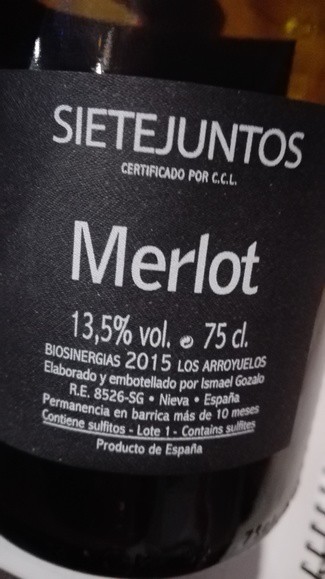 SIETEJUNTOS
CERTIFICADO POR C.C.L.
Merlot
13,5% vol. e 75 cl.
BIOSINERGIAS 2015 LOS ARROYUELOS
Elaborado y embotellado por Ismael Gozalo
R.E. 8526-SG • Nieva • España
Permanencia en barrica más de 10 meses
Contiene sulfitos - Lote 1 - Contains sulfites
Producto de España